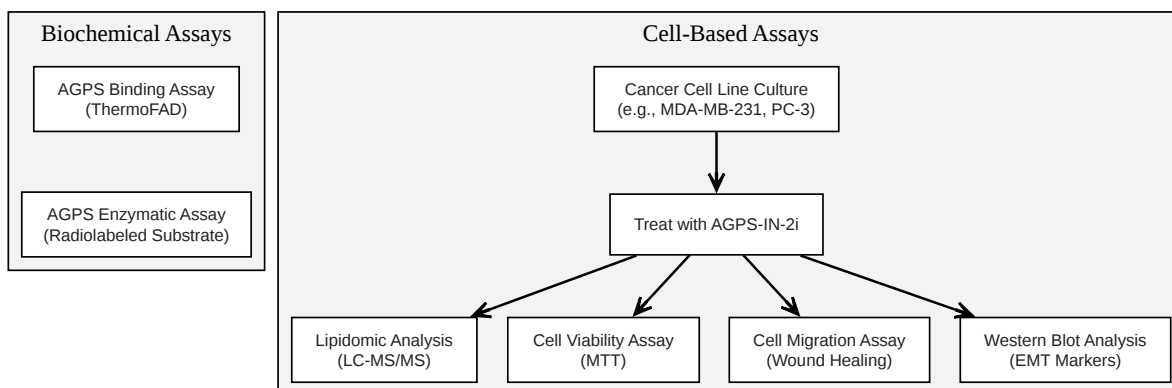 Biochemical Assays
AGPS Binding Assay
(ThermoFAD)
AGPS Enzymatic Assay
(Radiolabeled Substrate)
Cell-Based Assays
Cancer Cell Line Culture
(e.g., MDA-MB-231, PC-3)
Treat with AGPS-IN-2i
Lipidomic Analysis
(LC-MS/MS)
Cell Viability Assay
(MTT)
Cell Migration Assay
(Wound Healing)
Western Blot Analysis
(EMT Markers)